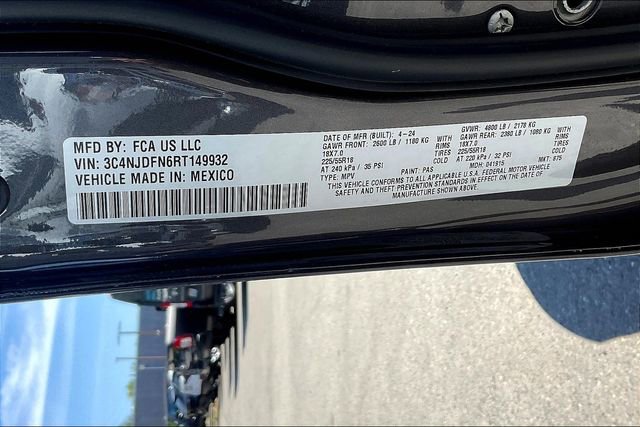 MFD BY: FCA US LLC
VIN: 3C4NJDFN6RT149932
VEHICLE MADE IN: MEXICO
DATE OF MFR (BUILT): 4-24
GAWR FRONT: 2600 LB / 1180 KG WITH
18X7.0 RIMS
225/55R18 TIRES
AT 240 kPa / 35 PSI COLD
TYPE: MPV PAINT: PAS
GVWR: 4800 LB / 2178 KG
GAWR REAR: 2380 LB / 1080 KG WITH
18X7.0 RIMS
225/55R18 TIRES
AT 220 kPa / 32 PSI COLD
MDH: 041915 MKT: 875
THIS VEHICLE CONFORMS TO ALL APPLICABLE U.S.A. FEDERAL MOTOR VEHICLE
SAFETY AND THEFT PREVENTION STANDARDS IN EFFECT ON THE DATE OF
MANUFACTURE SHOWN ABOVE.